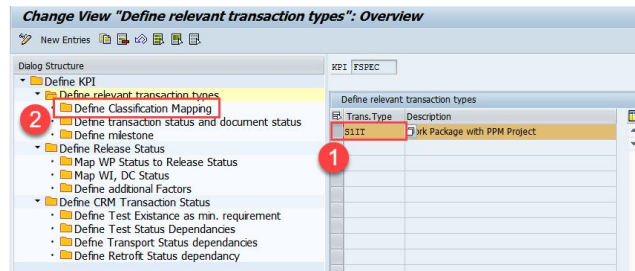 Change View "Define relevant transaction types": Overview
New Entries
Dialog Structure
Define KPI
Define relevant transaction types
Define Classification Mapping
Define transaction status and document status
Define milestone
Define Release Status
Map WP Status to Release Status
Map WI, DC Status
Define additional Factors
Define CRM Transaction Status
Define Test Existance as min. requirement
Define Test Status Dependancies
Define Transport Status dependancies
Define Retrofit Status dependancy
2
KPI FSPEC
Define relevant transaction types
Trans.Type Description
S1IT ork Package with PPM Project
1